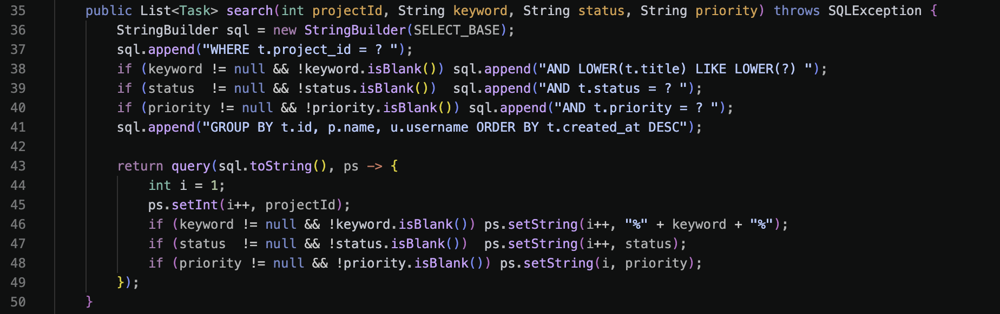 35 public List<Task> search(int projectId, String keyword, String status, String priority) throws SQLException {
36 StringBuilder sql = new StringBuilder(SELECT_BASE);
37 sql.append("WHERE t.project_id = ? ");
38 if (keyword != null && !keyword.isBlank()) sql.append("AND LOWER(t.title) LIKE LOWER(?) ");
39 if (status  != null && !status.isBlank())  sql.append("AND t.status = ? ");
40 if (priority != null && !priority.isBlank()) sql.append("AND t.priority = ? ");
41 sql.append("GROUP BY t.id, p.name, u.username ORDER BY t.created_at DESC");
42
43 return query(sql.toString(), ps -> {
44 int i = 1;
45 ps.setInt(i++, projectId);
46 if (keyword != null && !keyword.isBlank()) ps.setString(i++, "%" + keyword + "%");
47 if (status  != null && !status.isBlank())  ps.setString(i++, status);
48 if (priority != null && !priority.isBlank()) ps.setString(i, priority);
49 });
50 }